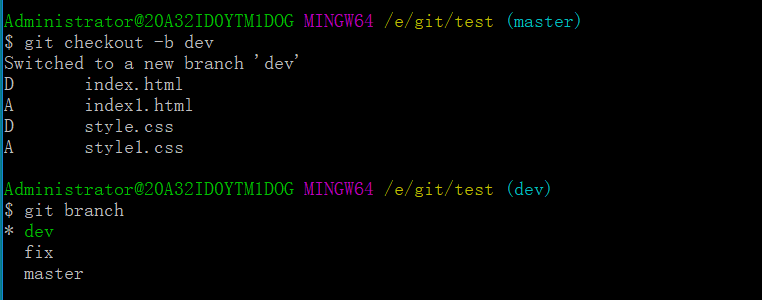 Administrator@20A32ID0YTM1DOG MINGW64 /e/git/test (master)
$ git checkout -b dev
Switched to a new branch 'dev'
D       index.html
A       index1.html
D       style.css
A       style1.css
Administrator@20A32ID0YTM1DOG MINGW64 /e/git/test (dev)
$ git branch
* dev
  fix
  master